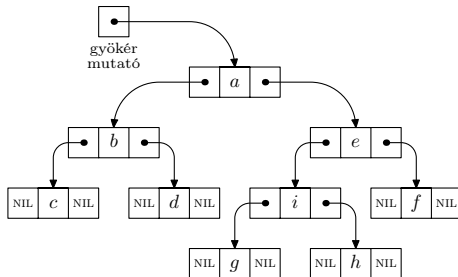 gyökér
mutató
a
b
e
NIL c NIL
NIL d NIL
i
NIL f NIL
NIL g NIL
NIL h NIL